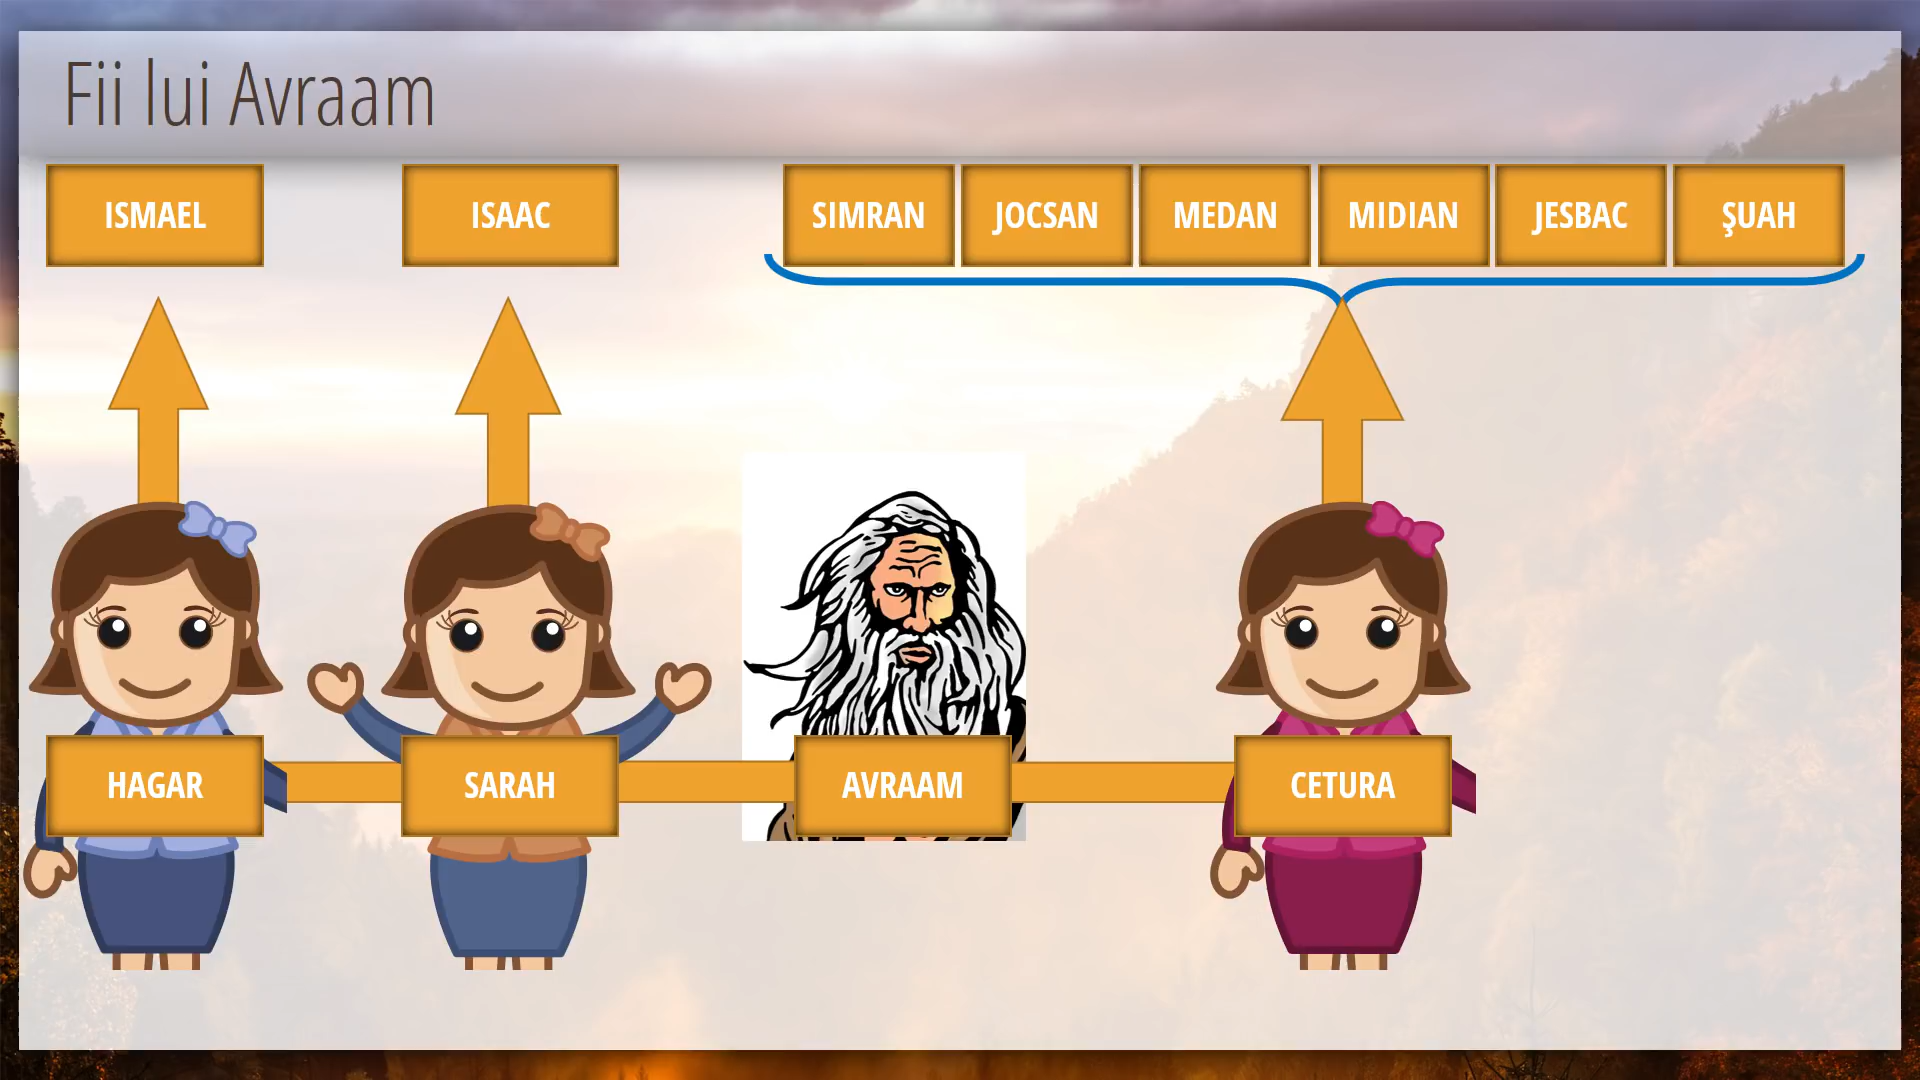 Fii lui Avraam
ISMAEL
ISAAC
SIMRAN
JOCSAN
MEDAN
MIDIAN
JESBAC
ŞUAH
HAGAR
SARAH
AVRAAM
CETURA